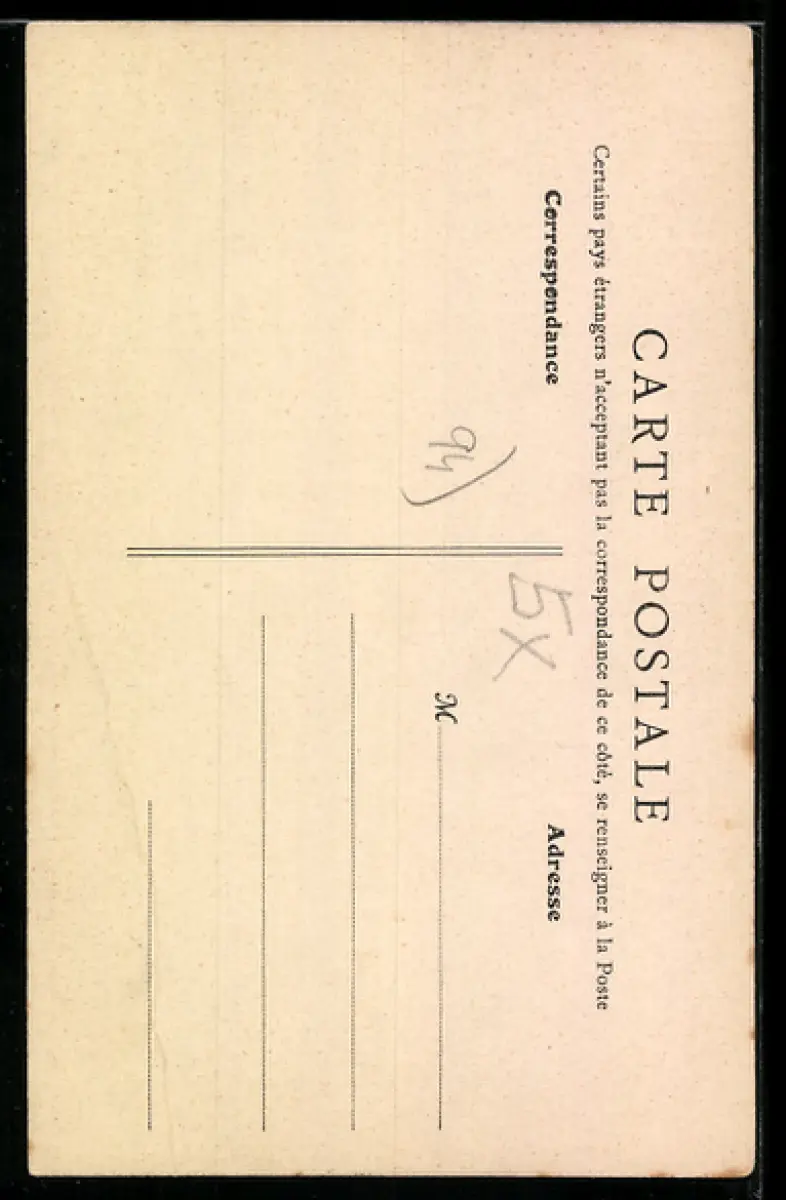 CARTE POSTALE
Certains pays étrangers n'acceptant pas la correspondance de ce côté, se renseigner à la Poste
Correspondance
Adresse
94)
5X
M